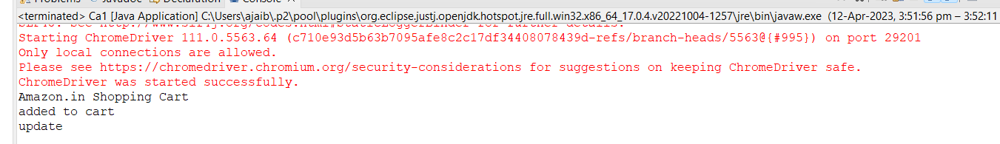 Problems Javadoc Declaration Console
<terminated> Ca1 [Java Application] C:\Users\ajaib\.p2\pool\plugins\org.eclipse.justj.openjdk.hotspot.jre.full.win32.x86_64_17.0.4.v20221004-1257\jre\bin\javaw.exe (12-Apr-2023, 3:51:56 pm – 3:52:11
SLF4J: See http://www.slf4j.org/codes.html#StaticLoggerBinder for further details.
Starting ChromeDriver 111.0.5563.64 (c710e93d5b63b7095afe8c2c17df34408078439d-refs/branch-heads/5563@{#995}) on port 29201
Only local connections are allowed.
Please see https://chromedriver.chromium.org/security-considerations for suggestions on keeping ChromeDriver safe.
ChromeDriver was started successfully.
Amazon.in Shopping Cart
added to cart
update